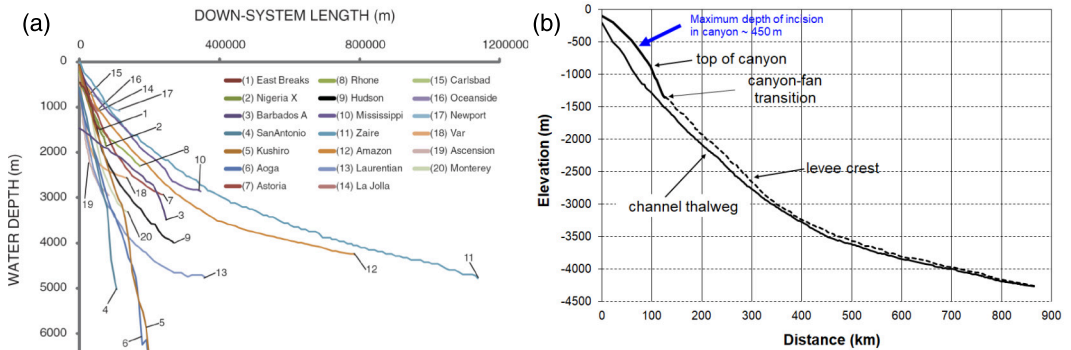 (a)
DOWN-SYSTEM LENGTH (m)
0 400000 800000 1200000
WATER DEPTH (m)
0
1000
2000
3000
4000
5000
6000
(1) East Breaks (8) Rhone (15) Carlsbad
(2) Nigeria X (9) Hudson (16) Oceanside
(3) Barbados A (10) Mississippi (17) Newport
(4) SanAntonio (11) Zaire (18) Var
(5) Kushiro (12) Amazon (19) Ascension
(6) Aoga (13) Laurentian (20) Monterey
(7) Astoria (14) La Jolla
15
16
14
17
1
2
8
10
18
7
19
3
20
9
13
12
11
4
5
6
(b)
Elevation (m)
0
-500
-1000
-1500
-2000
-2500
-3000
-3500
-4000
-4500
Maximum depth of incision
in canyon ~ 450 m
top of canyon
canyon-fan
transition
levee crest
channel thalweg
0 100 200 300 400 500 600 700 800 900
Distance (km)